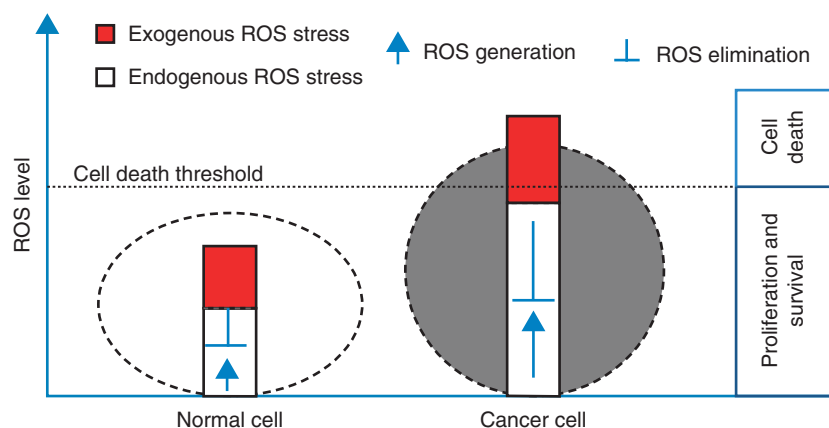 Exogenous ROS stress
Endogenous ROS stress
ROS generation
ROS elimination
ROS level
Cell death threshold
Cell
death
Proliferation and
survival
Normal cell
Cancer cell